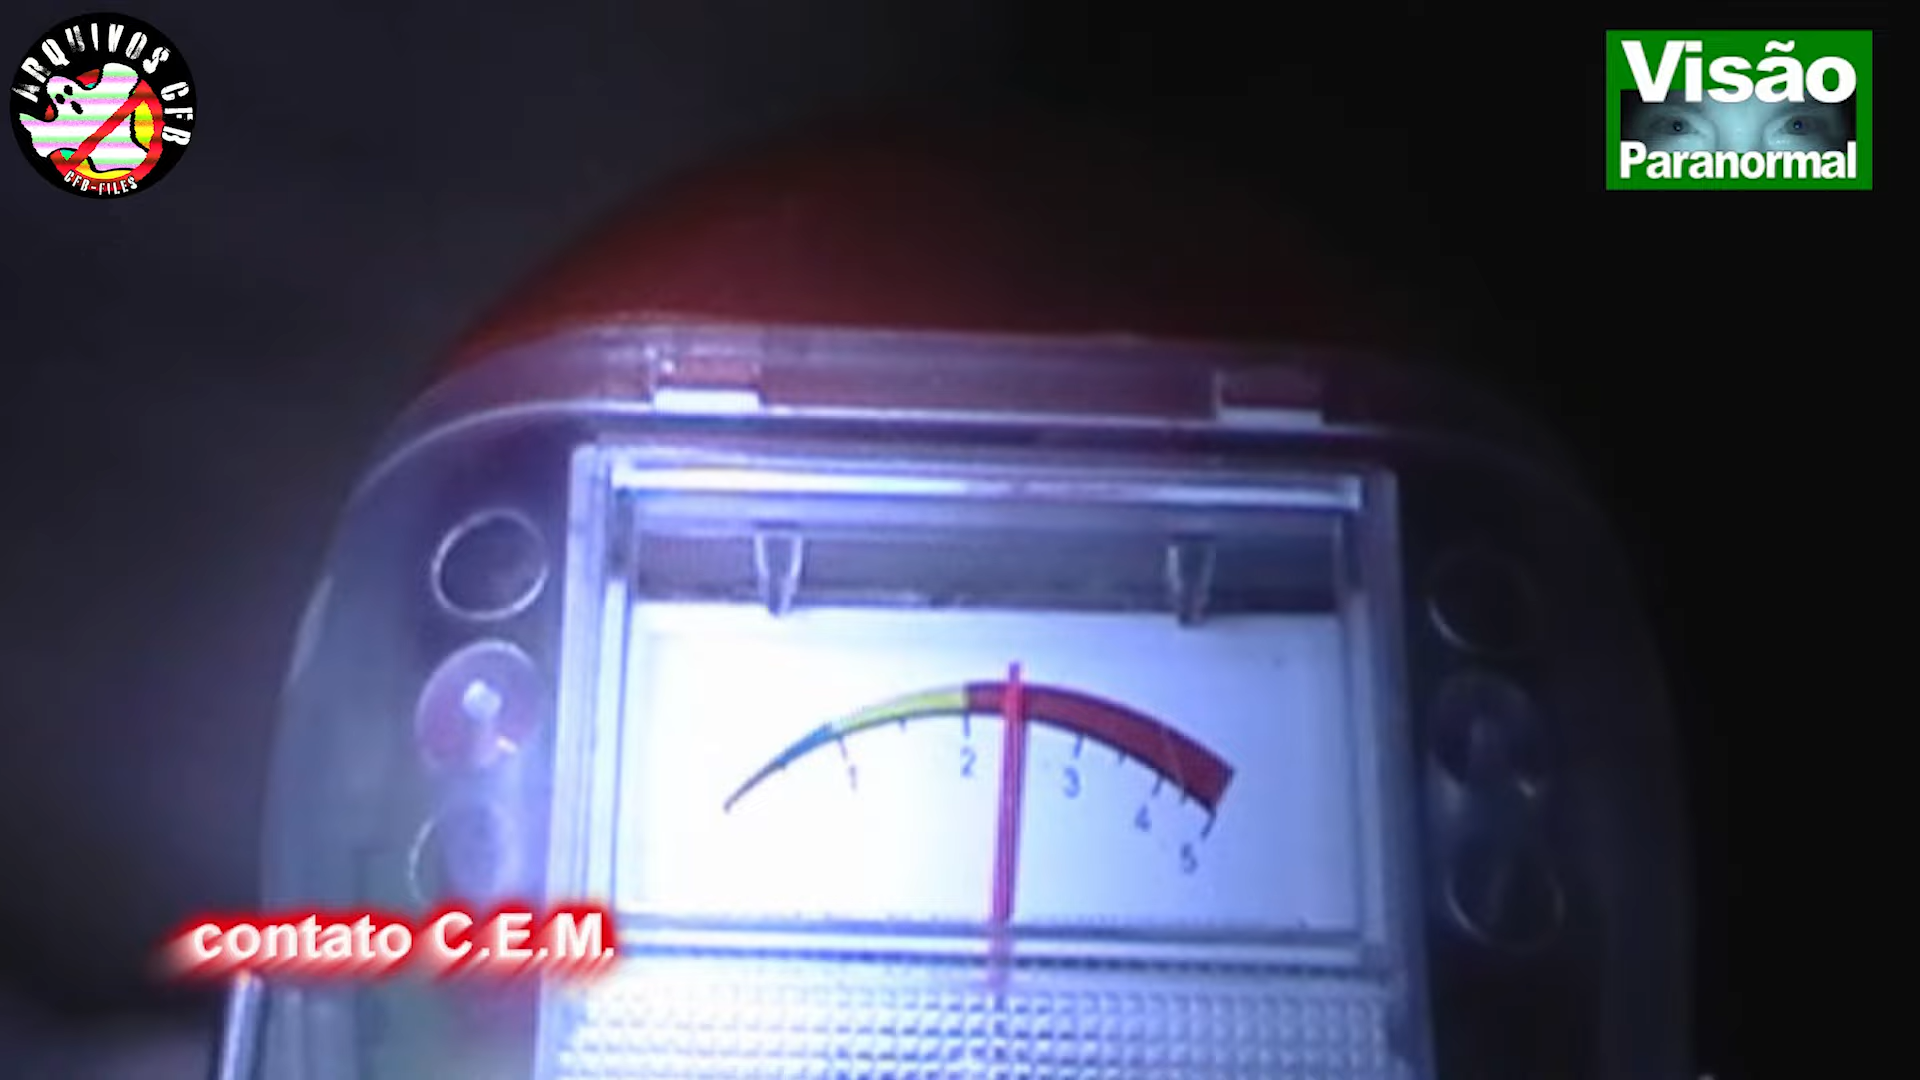 ARQUIVOS CFB
CFB-FILES
Visão
Paranormal
1 2 3 4 5
contato C.E.M.